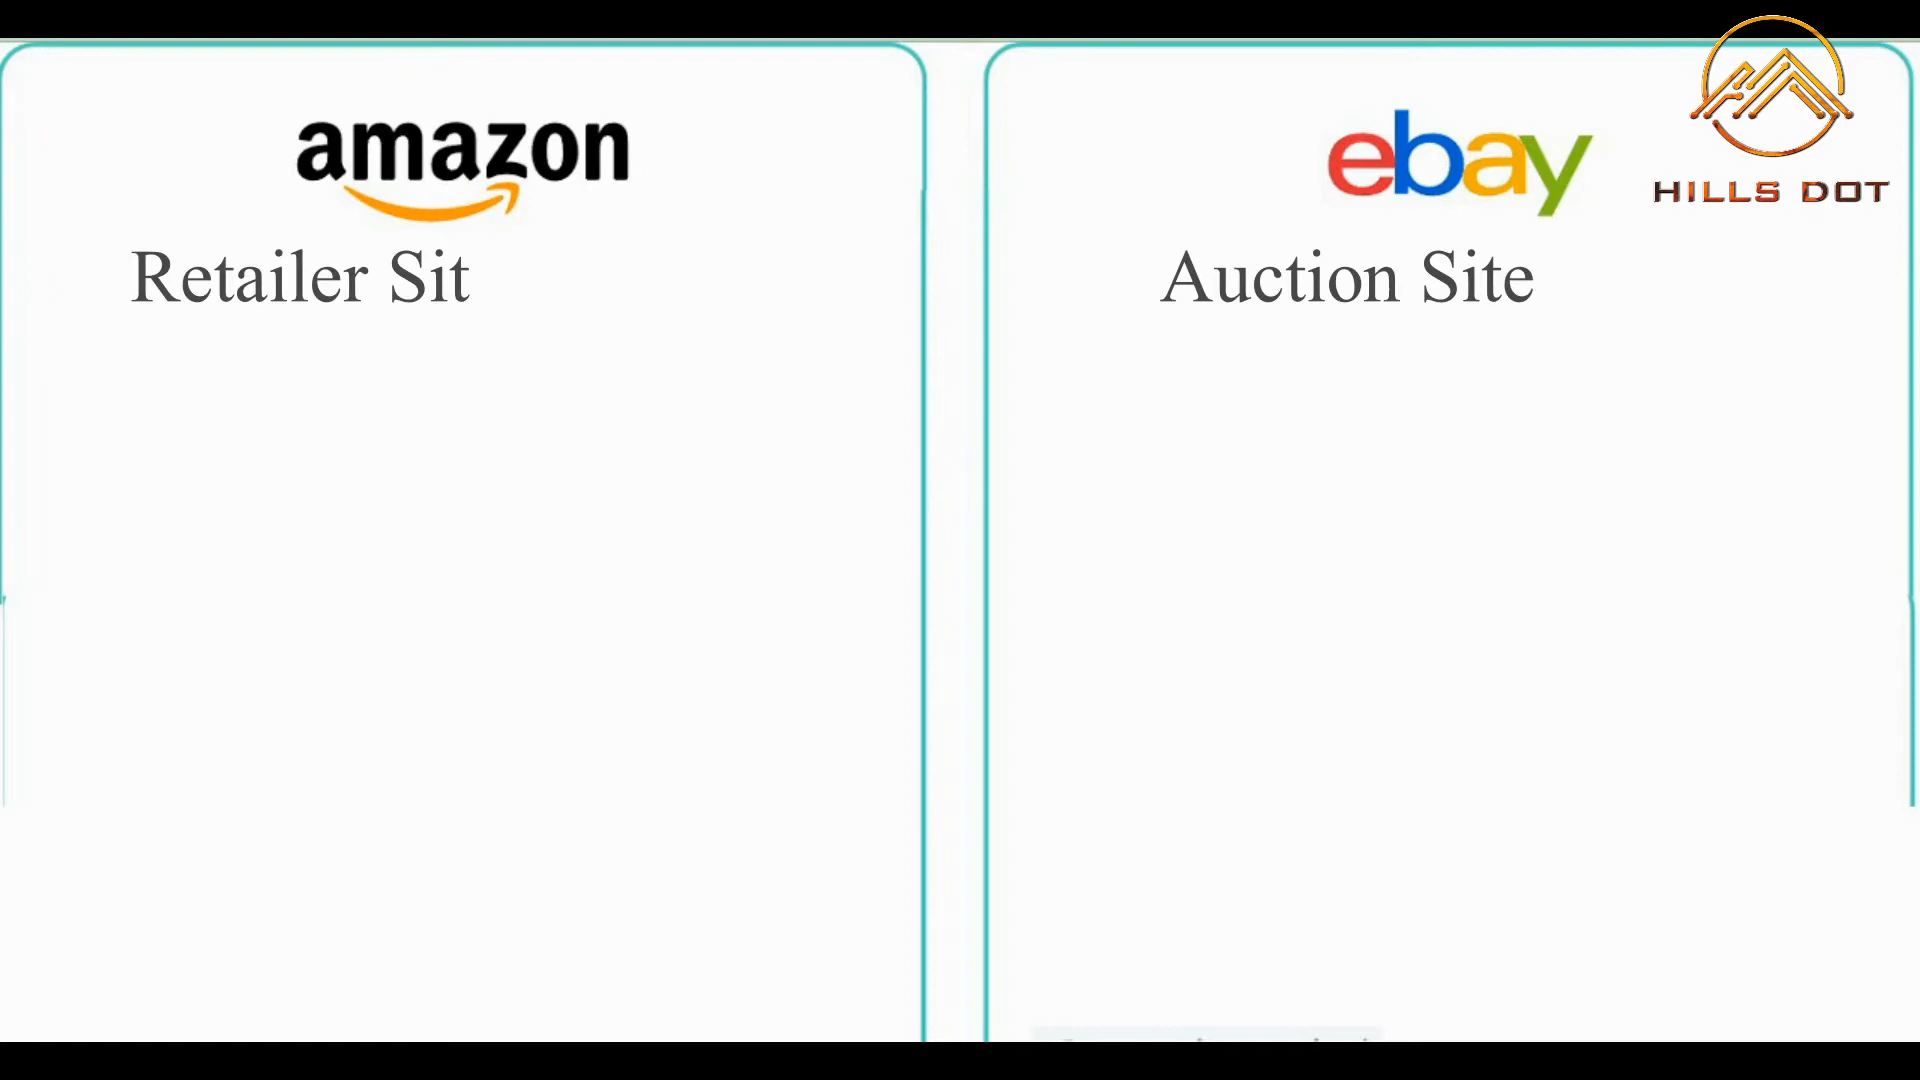 amazon
Retailer Sit
ebay
Auction Site
HILLS DOT